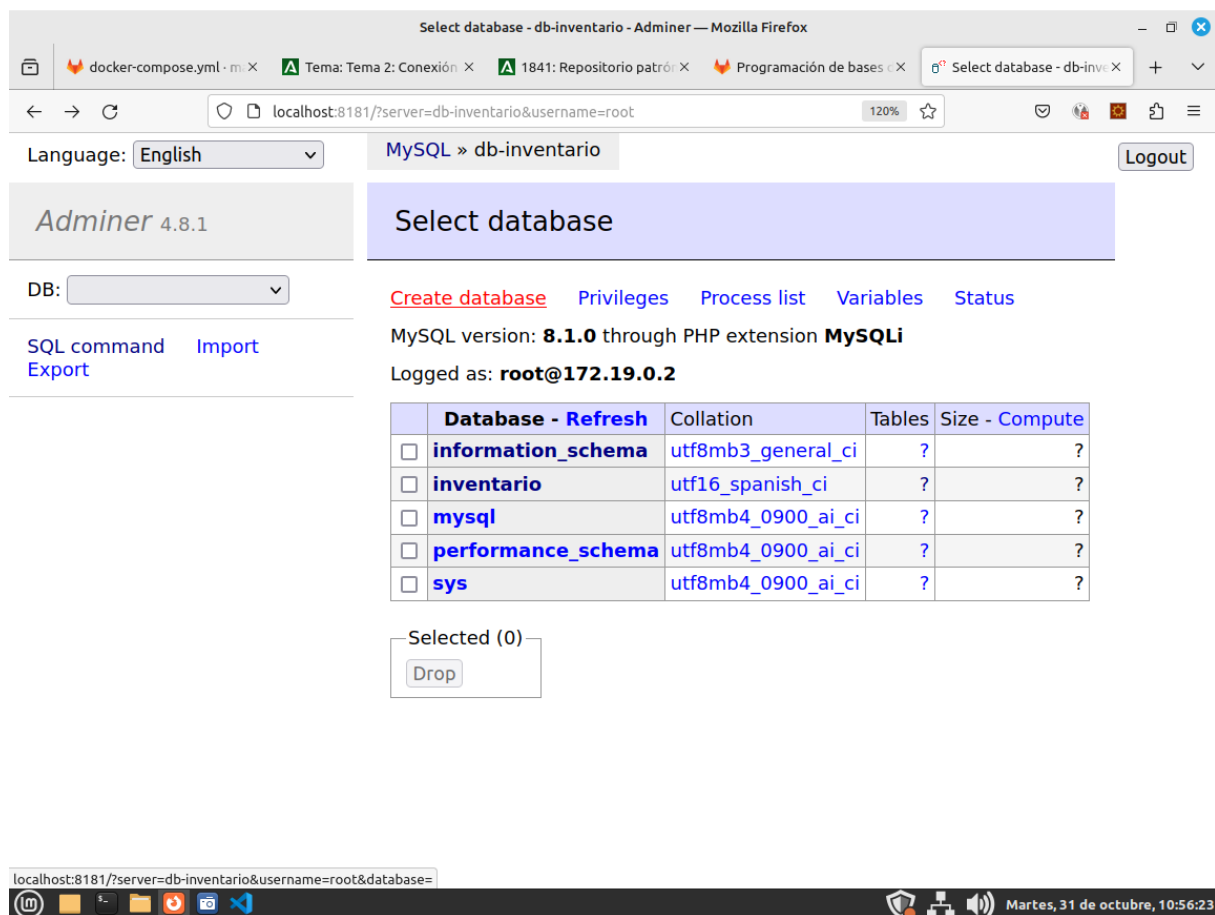 Select database - db-inventario - Adminer — Mozilla Firefox
docker-compose.yml · m
Tema: Tema 2: Conexión
1841: Repositorio patrón
Programación de bases d
Select database - db-inve
localhost:8181/?server=db-inventario&username=root
120%
Language: English
MySQL » db-inventario
Logout
Adminer 4.8.1
Select database
DB:
Create database Privileges Process list Variables Status
SQL command Import
Export
MySQL version: 8.1.0 through PHP extension MySQLi
Logged as: root@172.19.0.2
Database - Refresh Collation Tables Size - Compute
information_schema utf8mb3_general_ci ? ?
inventario utf16_spanish_ci ? ?
mysql utf8mb4_0900_ai_ci ? ?
performance_schema utf8mb4_0900_ai_ci ? ?
sys utf8mb4_0900_ai_ci ? ?
Selected (0)
Drop
localhost:8181/?server=db-inventario&username=root&database=
Martes, 31 de octubre, 10:56:23